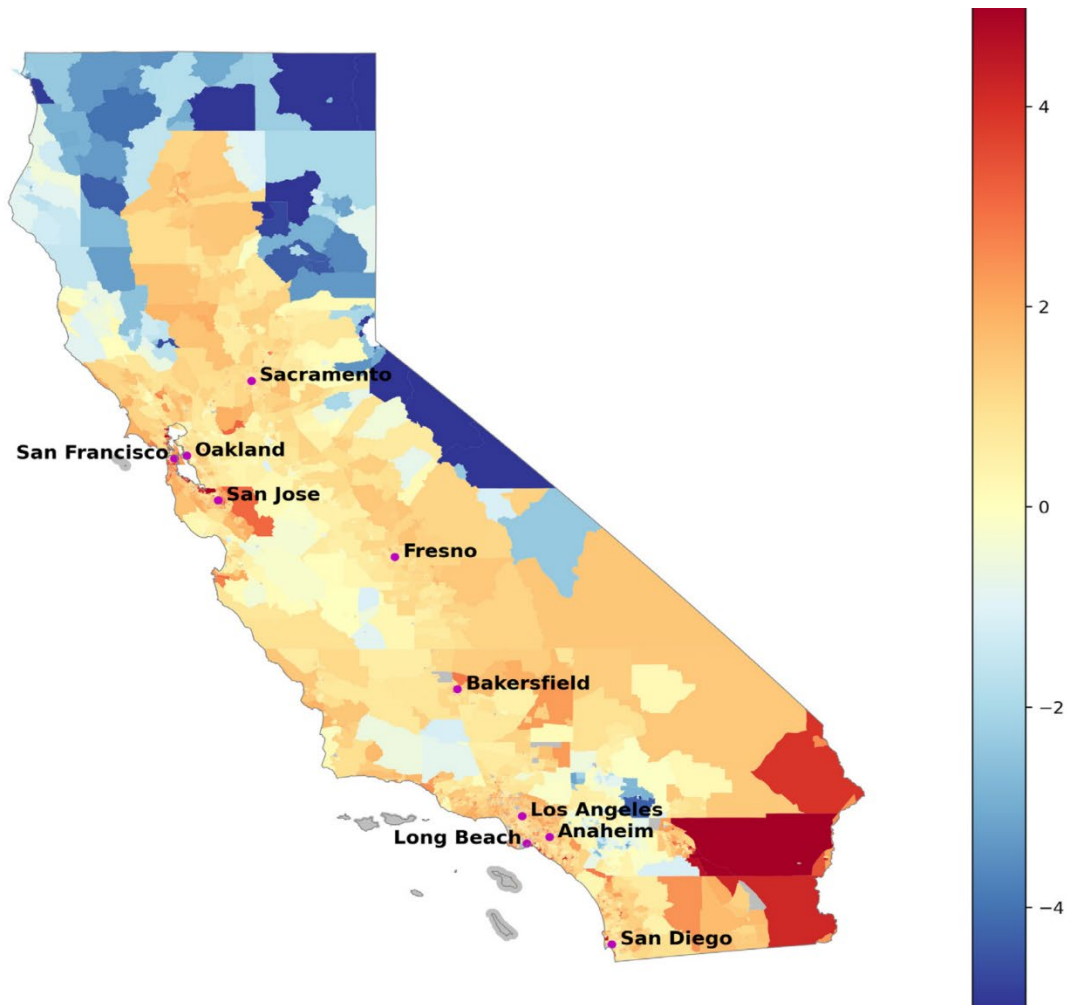 4
Sacramento
San Francisco
Oakland
2
San Jose
0
Fresno
Bakersfield
−2
Los Angeles
Long Beach
Anaheim
San Diego
−4